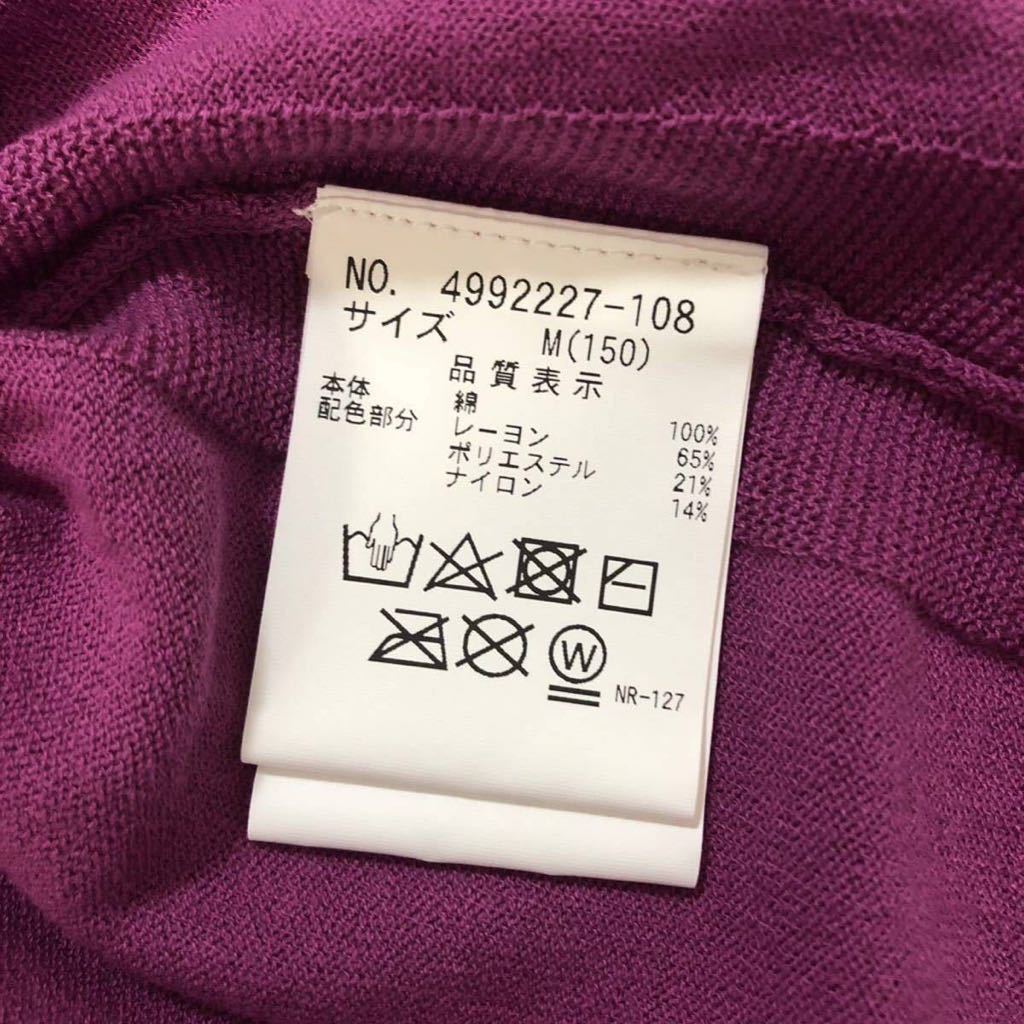 NO. 4992227-108
サイズ M(150)
品質表示
本体 綿 100%
配色部分 レーヨン 65%
ポリエステル 21%
ナイロン 14%
W
NR-127